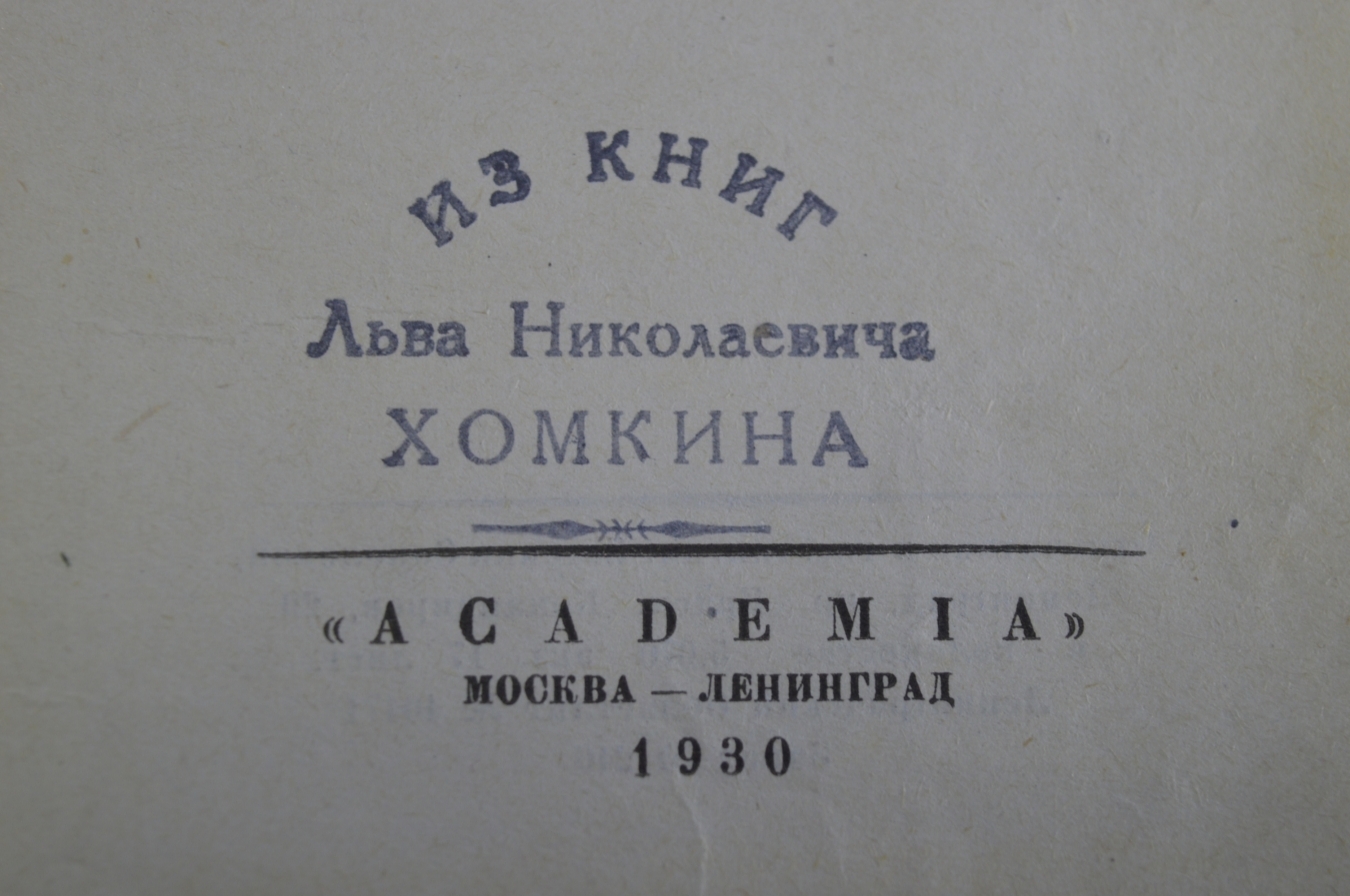 ИЗ КНИГ
Льва Николаевича
ХОМКИНА
«ACADEMIA»
МОСКВА — ЛЕНИНГРАД
1930